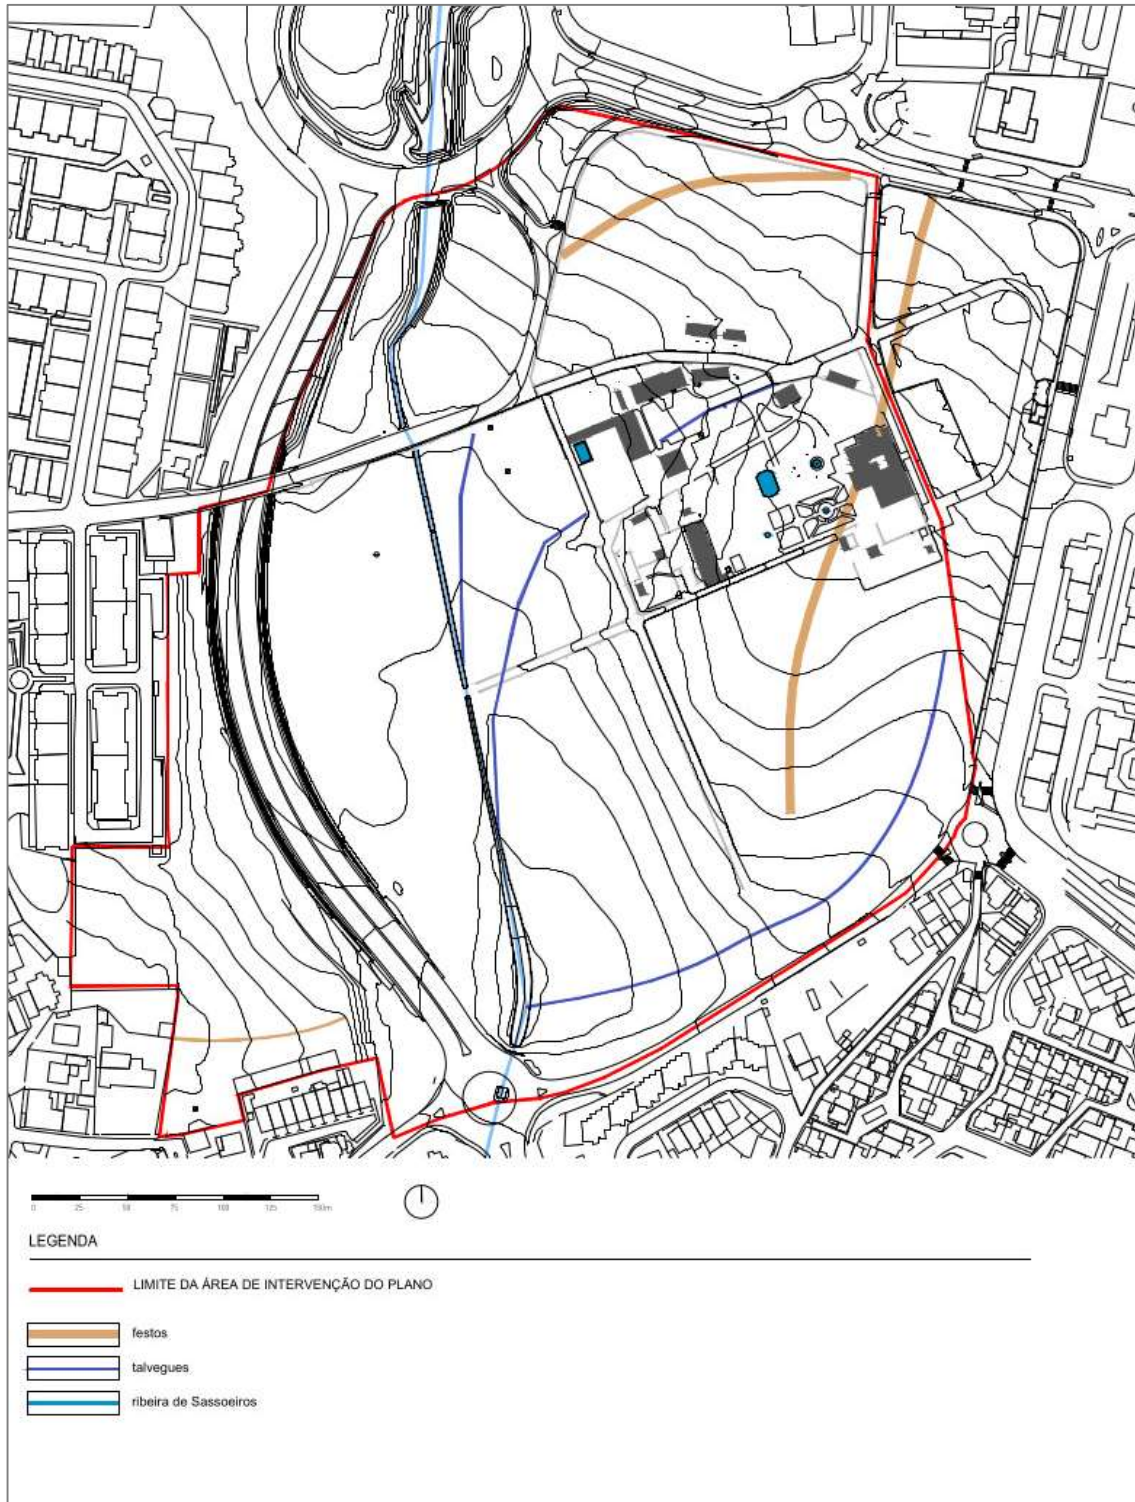 0 25 50 75 100 125 150m
LEGENDA
LIMITE DA ÁREA DE INTERVENÇÃO DO PLANO
festos
talvegues
ribeira de Sassoeiros